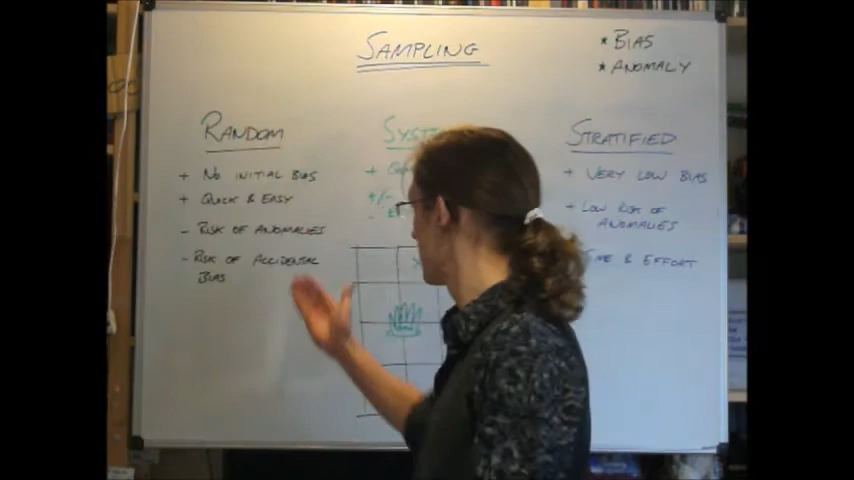 SAMPLING
* BIAS
* ANOMALY
RANDOM
+ NO INITIAL BIAS
+ QUICK & EASY
- RISK OF ANOMALIES
- RISK OF ACCIDENTAL
BIAS
+
+/-
-
STRATIFIED
+ VERY LOW BIAS
+ LOW RISK OF
ANOMALIES
& EFFORT